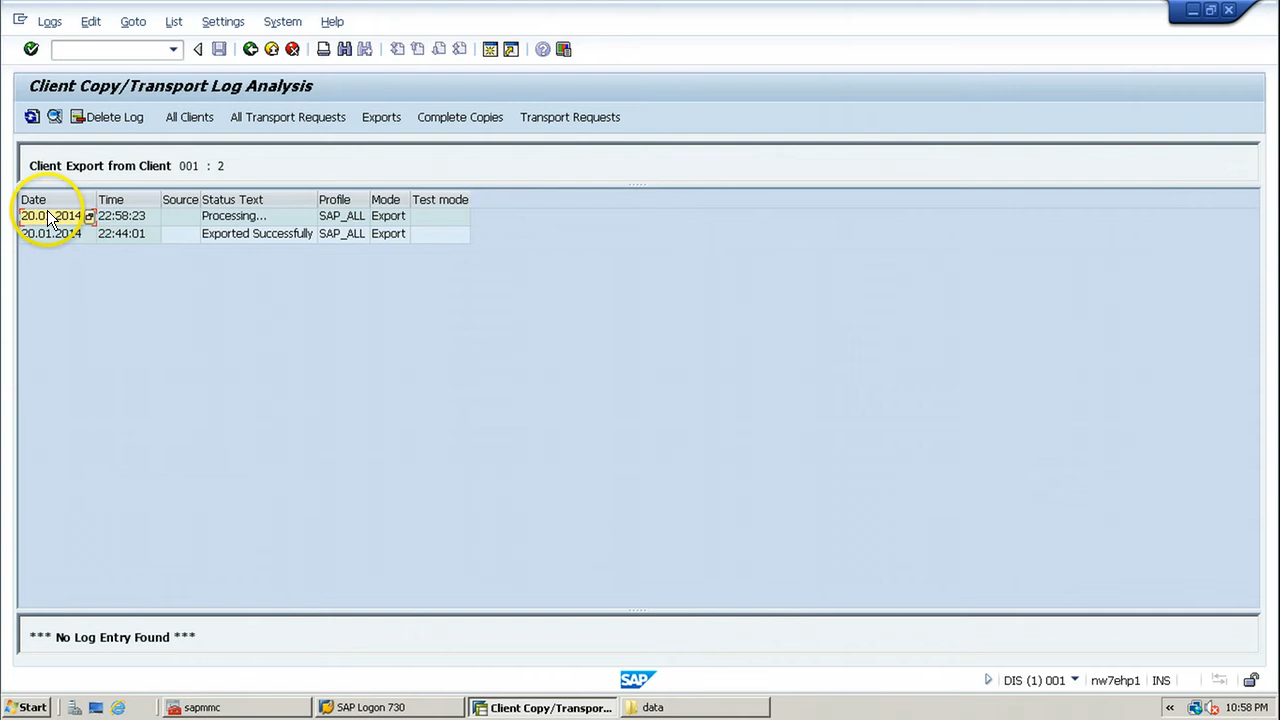 Logs Edit Goto List Settings System Help
Client Copy/Transport Log Analysis
Delete Log All Clients All Transport Requests Exports Complete Copies Transport Requests
Client Export from Client 001 : 2
Date Time Source Status Text Profile Mode Test mode
20.01.2014 22:58:23 Processing... SAP_ALL Export
20.01.2014 22:44:01 Exported Successfully SAP_ALL Export
*** No Log Entry Found ***
SAP DIS (1) 001 nw7ehp1 INS
Start sapmmc SAP Logon 730 Client Copy/Transpor... data « 10:58 PM